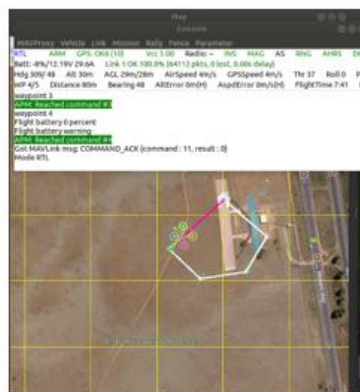 Map
Console
MAVProxy Vehicle Link Mission Rally Fence Parameter
RTL ARM GPS: OK6 (10) Vcc 5.00 Radio: -- INS MAG AS RNG AHRS
Batt: -8%/12.19V 29.6A Link 1 OK 100.0% (64112 pkts, 0 lost, 0.00s delay)
Hdg 309/48 Alt 30m AGL 29m/28m AirSpeed 4m/s GPSSpeed 4m/s Thr 37 Roll 0
WP 4/5 Distance 80m Bearing 48 AltError 0m(H) AspdError 0m/s(H) FlightTime 7:41
waypoint 3
APM: Reached command #3
waypoint 4
Flight battery 0 percent
Flight battery warning
APM: Reached command #4
Got MAVLink msg: COMMAND_ACK {command : 11, result : 0}
Mode RTL